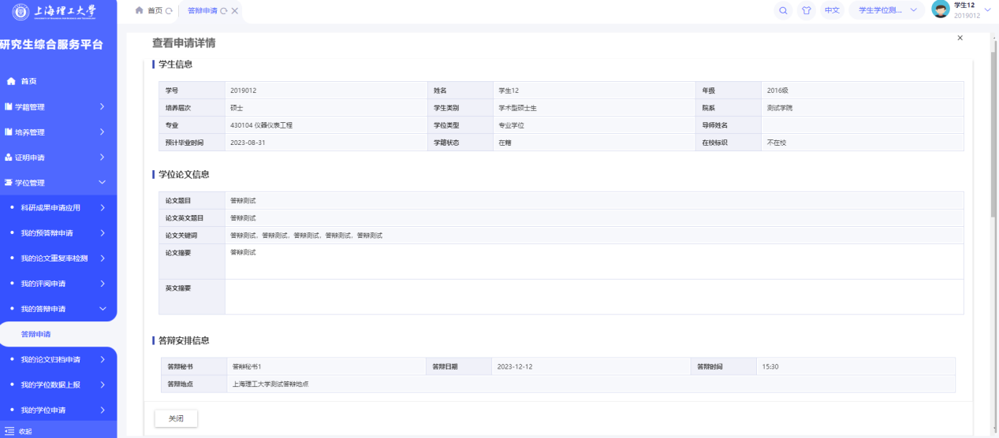 上海理工大学
首页
答辩申请
中文
学生学位测...
学生12
2019012
研究生综合服务平台
首页
学籍管理
培养管理
证明申请
学位管理
科研成果申请应用
我的预答辩申请
我的论文重复率检测
我的评阅申请
我的答辩申请
答辩申请
我的论文归档申请
我的学位数据上报
我的学位申请
收起
查看申请详情
学生信息
学号 2019012 姓名 学生12 年级 2016级
培养层次 硕士 学生类别 学术型硕士生 院系 测试学院
专业 430104 仪器仪表工程 学位类型 专业学位 导师姓名
预计毕业时间 2023-08-31 学籍状态 在籍 在校标识 不在校
学位论文信息
论文题目 答辩测试
论文英文题目 答辩测试
论文关键词 答辩测试，答辩测试，答辩测试，答辩测试，答辩测试
论文摘要 答辩测试
英文摘要
答辩安排信息
答辩秘书 答辩秘书1 答辩日期 2023-12-12 答辩时间 15:30
答辩地点 上海理工大学测试答辩地点
关闭